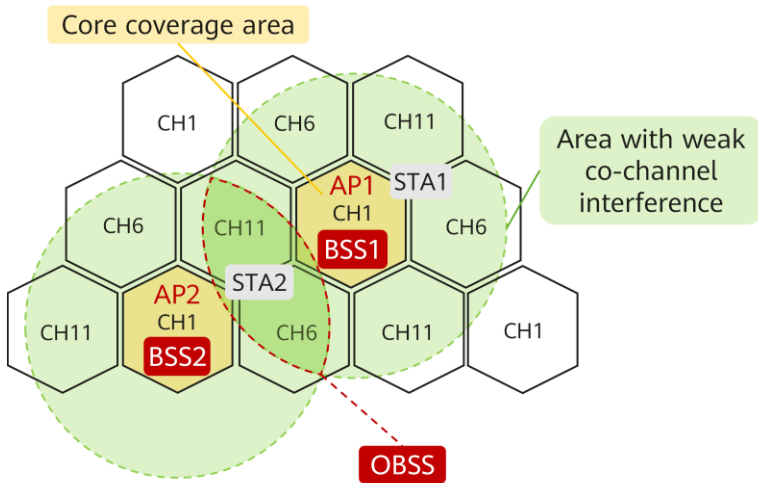 Core coverage area
CH1
CH6
CH11
Area with weak
co-channel
interference
CH6
CH11
AP1
CH1
BSS1
STA1
CH6
STA2
CH11
AP2
CH1
BSS2
CH6
CH11
CH1
OBSS